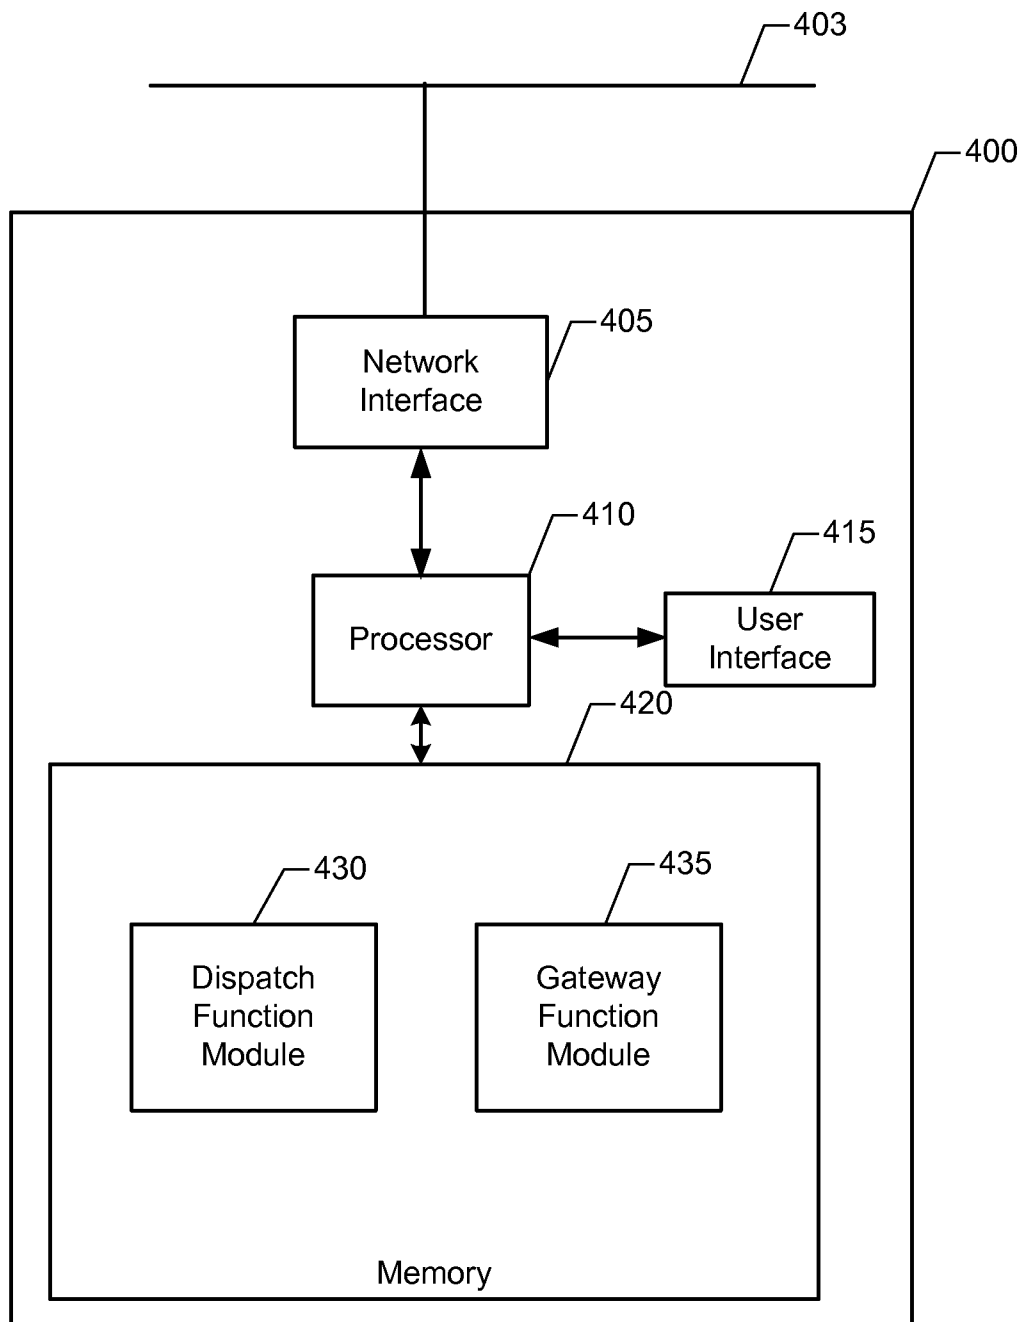 403
400
405
Network
Interface
410
415
Processor
User
Interface
420
430
435
Dispatch
Function
Module
Gateway
Function
Module
Memory